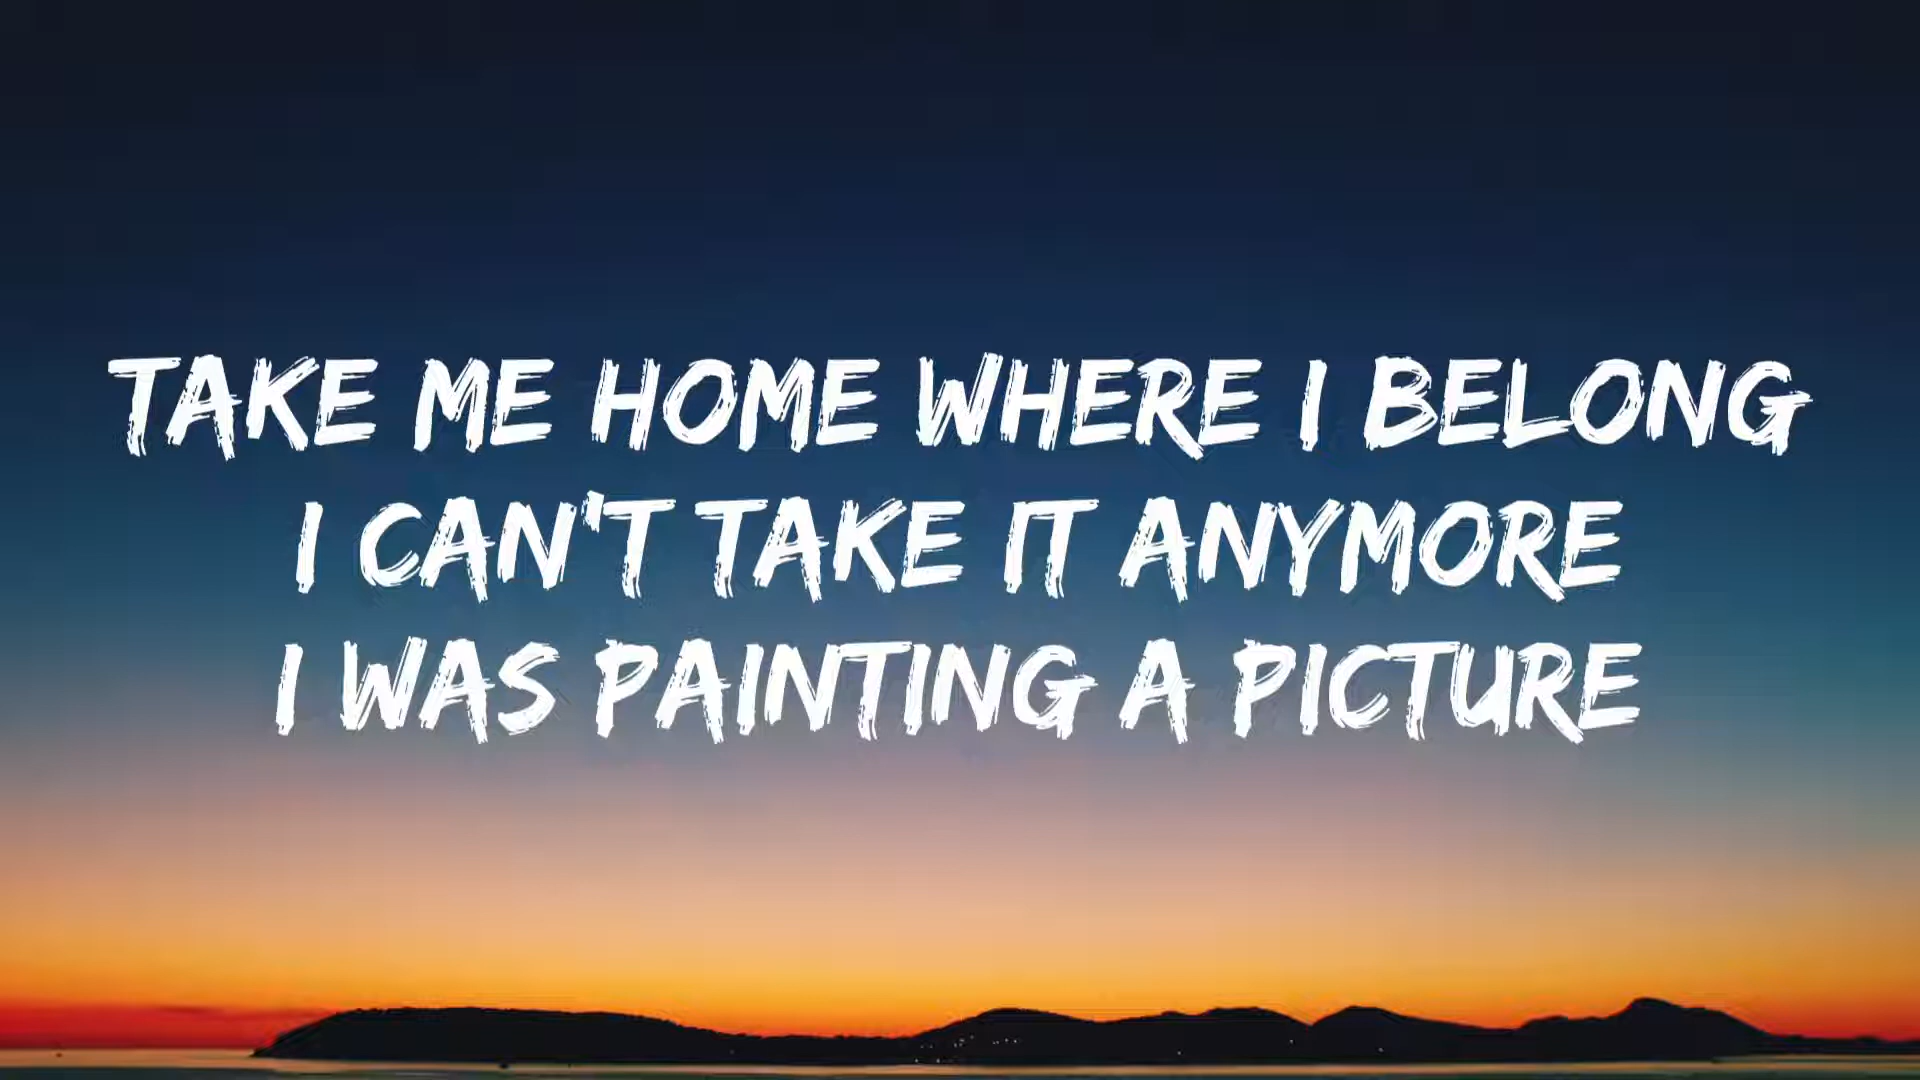 TAKE ME HOME WHERE I BELONG
I CAN'T TAKE IT ANYMORE
I WAS PAINTING A PICTURE